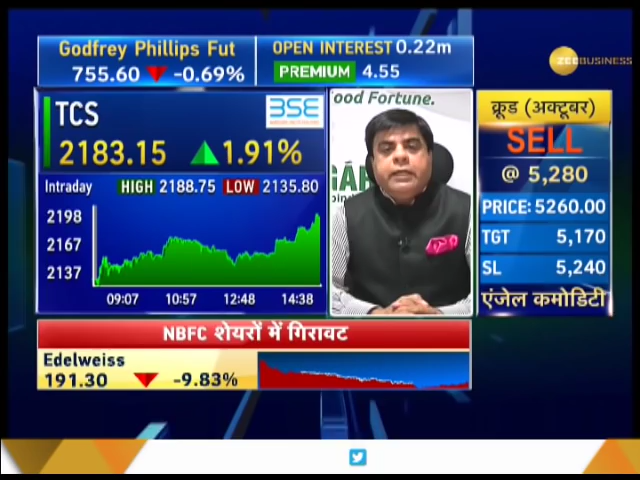 Godfrey Phillips Fut
755.60 -0.69%
OPEN INTEREST 0.22m
PREMIUM 4.55
ZEEBUSINESS
TCS
BSE
2183.15 1.91%
Intraday HIGH 2188.75 LOW 2135.80
2198
2167
2137
09:07 10:57 12:48 14:38
ood Fortune.
क्रूड (अक्टूबर)
SELL
@ 5,280
PRICE: 5260.00
TGT 5,170
SL 5,240
एंजेल कमोडिटी
NBFC शेयरों में गिरावट
Edelweiss
191.30 -9.83%